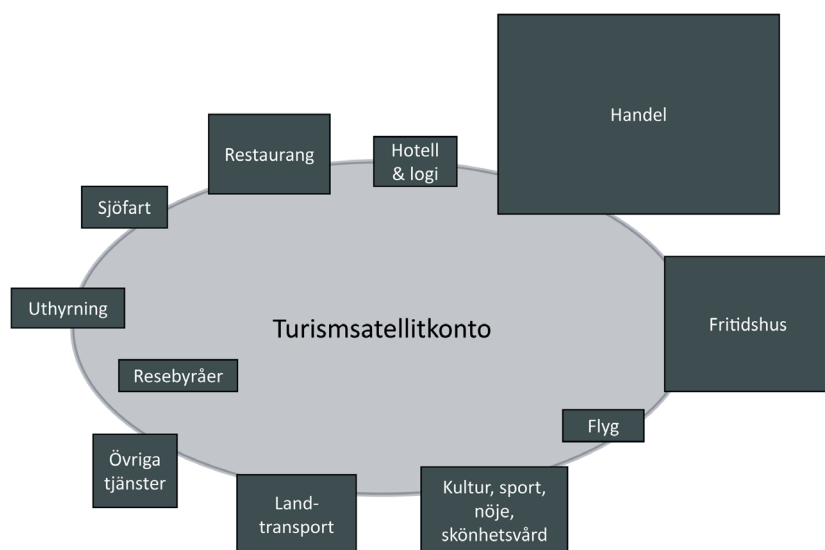 Handel
Restaurang
Hotell
& logi
Sjöfart
Uthyrning
Turismsatellitkonto
Fritidshus
Resebyråer
Flyg
Övriga
tjänster
Land-
transport
Kultur, sport,
nöje,
skönhetsvård